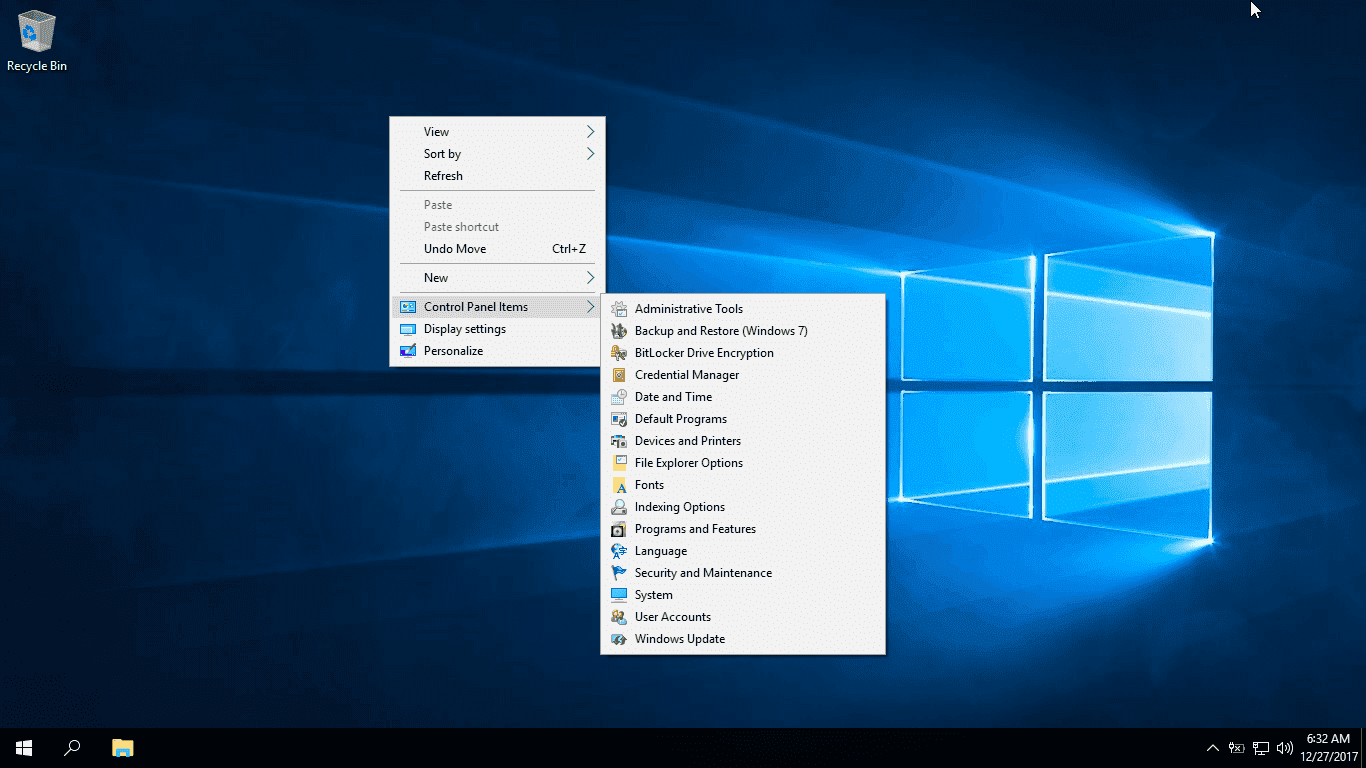 Recycle Bin
View
Sort by
Refresh
Paste
Paste shortcut
Undo Move Ctrl+Z
New
Control Panel Items
Display settings
Personalize
Administrative Tools
Backup and Restore (Windows 7)
BitLocker Drive Encryption
Credential Manager
Date and Time
Default Programs
Devices and Printers
File Explorer Options
Fonts
Indexing Options
Programs and Features
Language
Security and Maintenance
System
User Accounts
Windows Update
6:32 AM
12/27/2017